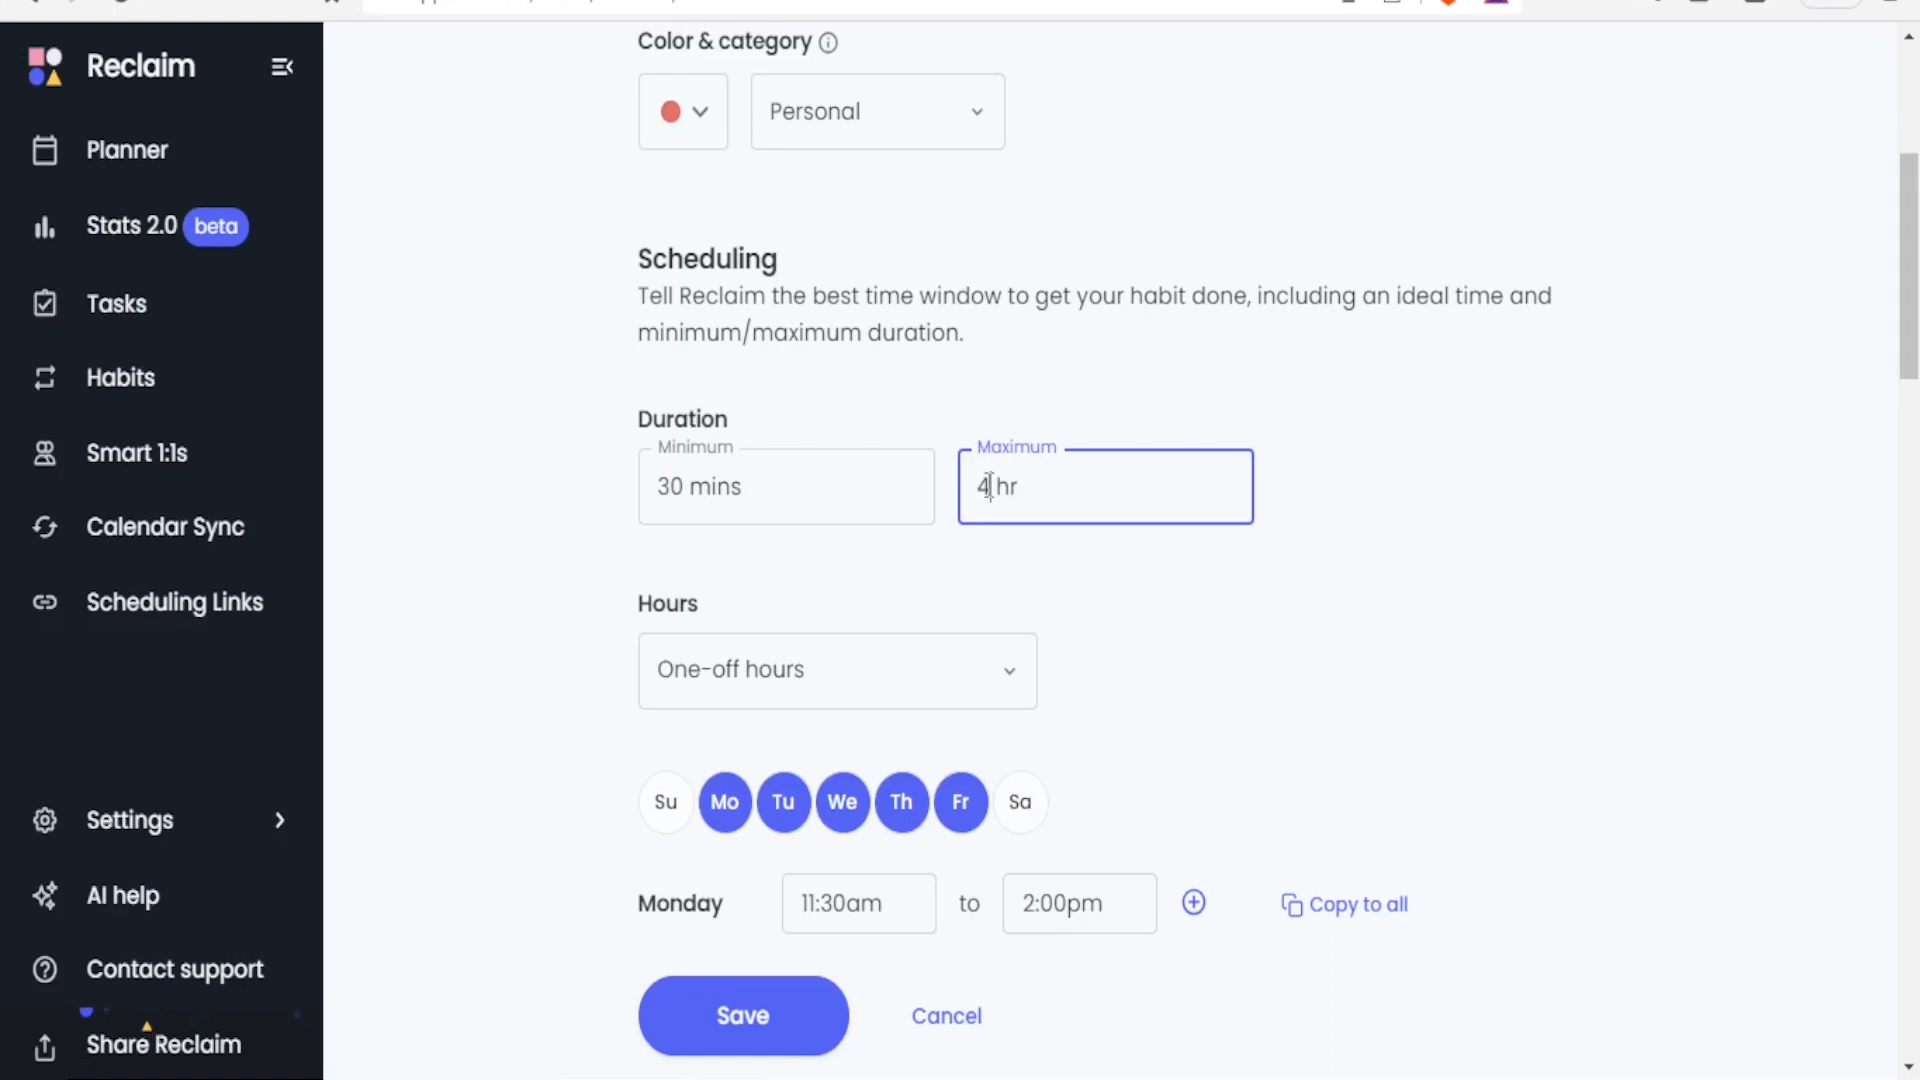 Reclaim
Planner
Stats 2.0 beta
Tasks
Habits
Smart 1:1s
Calendar Sync
Scheduling Links
Settings
AI help
Contact support
Share Reclaim
Color & category
Personal
Scheduling
Tell Reclaim the best time window to get your habit done, including an ideal time and
minimum/maximum duration.
Duration
Minimum
30 mins
Maximum
4 hr
Hours
One-off hours
Su Mo Tu We Th Fr Sa
Monday 11:30am to 2:00pm Copy to all
Save Cancel